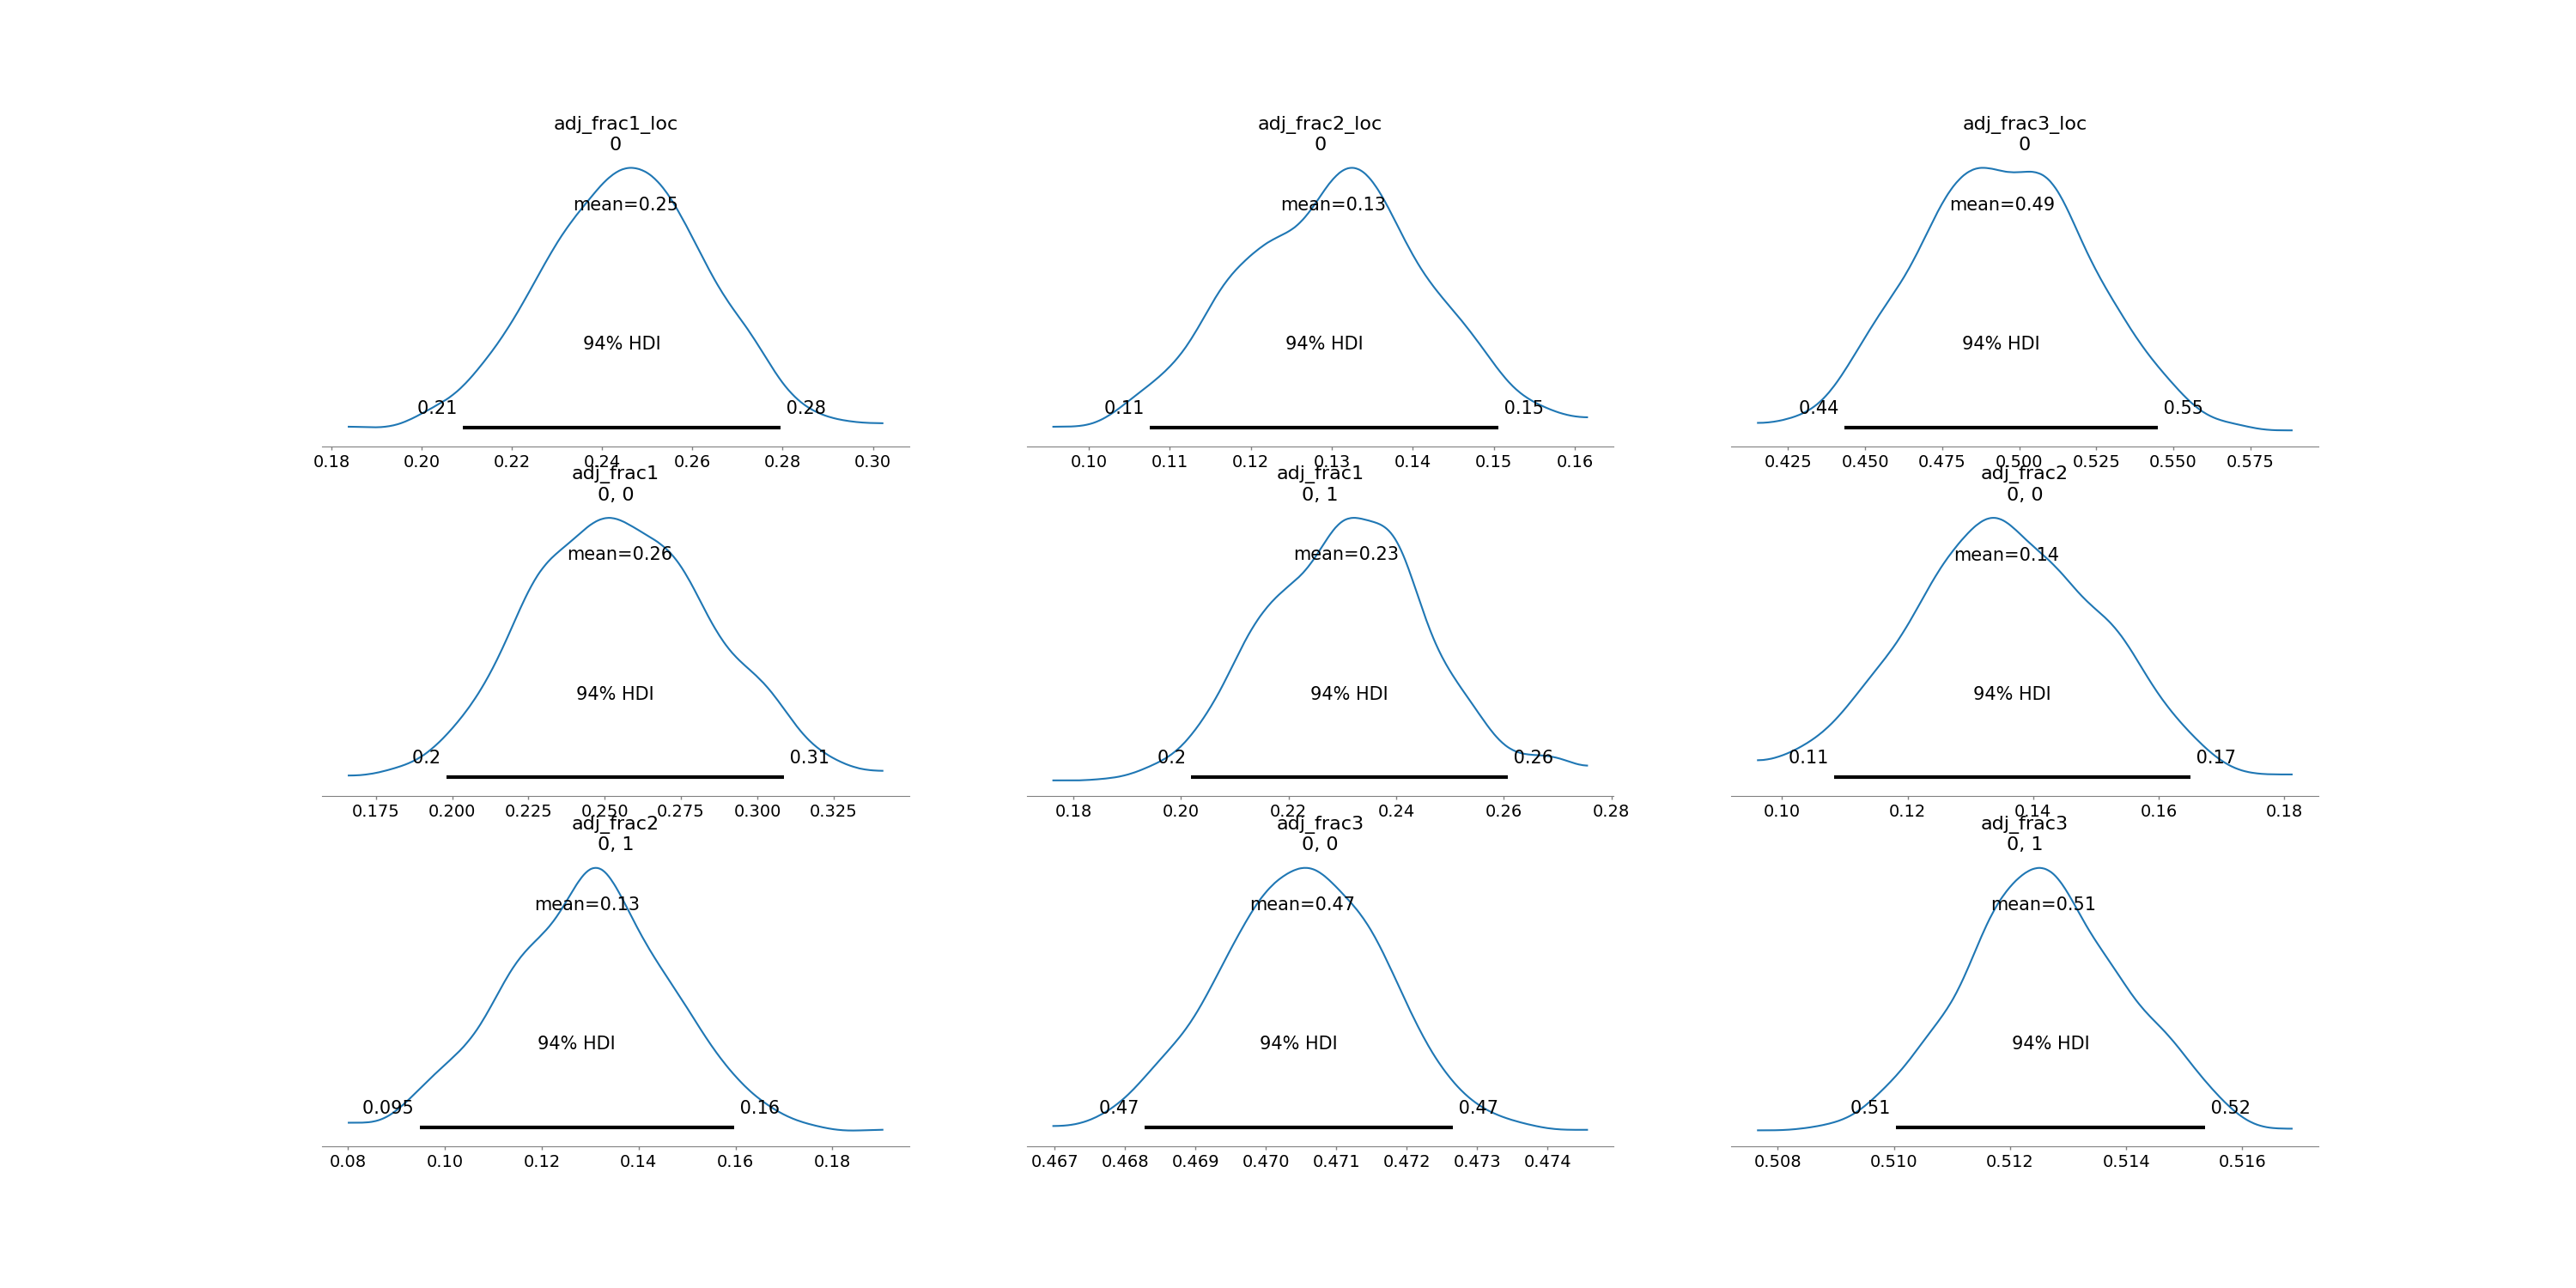 adj_frac1_loc
0
mean=0.25
94% HDI
0.21 0.28
0.18 0.20 0.22 0.24 0.26 0.28 0.30
adj_frac2_loc
0
mean=0.13
94% HDI
0.11 0.15
0.10 0.11 0.12 0.13 0.14 0.15 0.16
adj_frac3_loc
0
mean=0.49
94% HDI
0.44 0.55
0.425 0.450 0.475 0.500 0.525 0.550 0.575
adj_frac1
0, 0
mean=0.26
94% HDI
0.2 0.31
0.175 0.200 0.225 0.250 0.275 0.300 0.325
adj_frac1
0, 1
mean=0.23
94% HDI
0.2 0.26
0.18 0.20 0.22 0.24 0.26 0.28
adj_frac2
0, 0
mean=0.14
94% HDI
0.11 0.17
0.10 0.12 0.14 0.16 0.18
adj_frac2
0, 1
mean=0.13
94% HDI
0.095 0.16
0.08 0.10 0.12 0.14 0.16 0.18
adj_frac3
0, 0
mean=0.47
94% HDI
0.47 0.47
0.467 0.468 0.469 0.470 0.471 0.472 0.473 0.474
adj_frac3
0, 1
mean=0.51
94% HDI
0.51 0.52
0.508 0.510 0.512 0.514 0.516